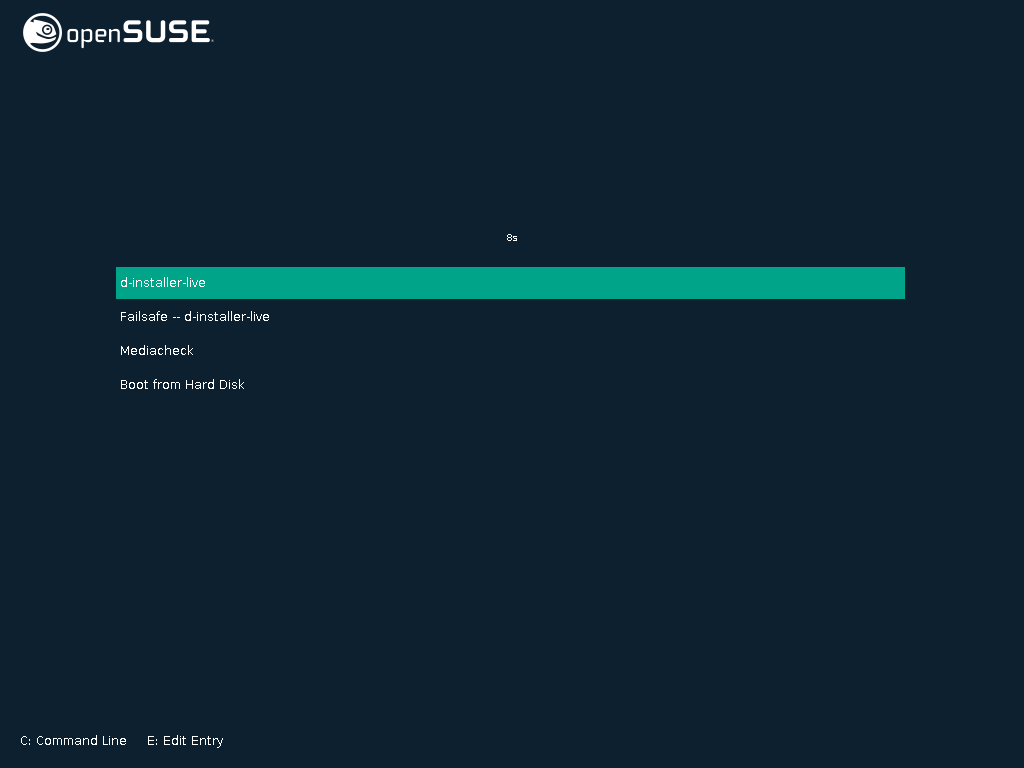 openSUSE
8s
d-installer-live
Failsafe -- d-installer-live
Mediacheck
Boot from Hard Disk
C: Command Line E: Edit Entry